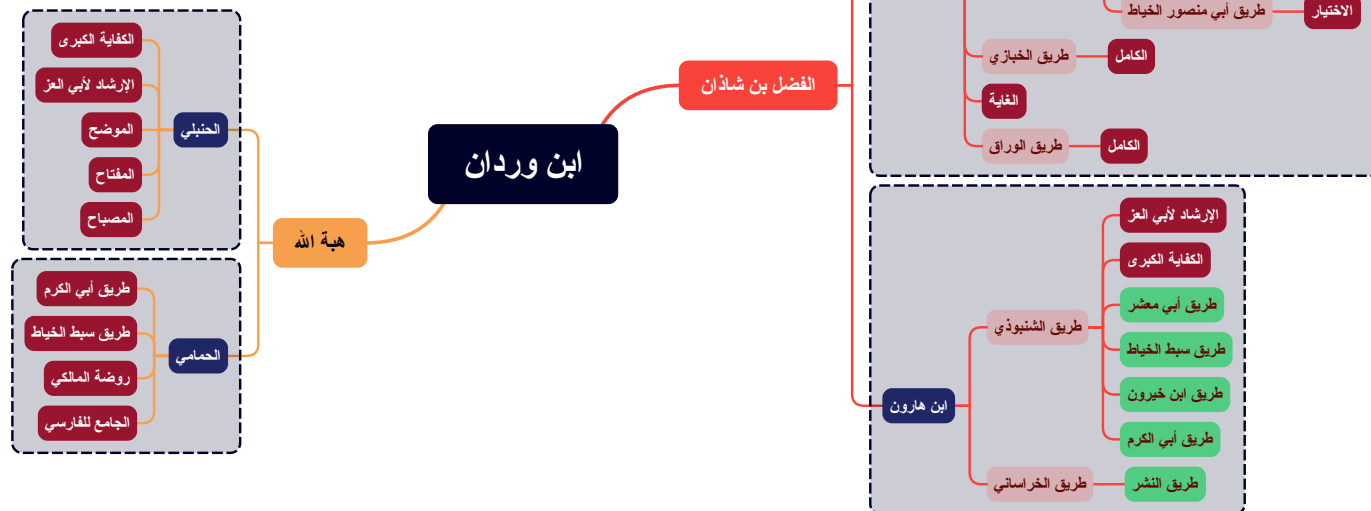 ابن وردان
الفضل بن شاذان
طريق أبي منصور الخياط
الاختيار
طريق الخبازي
الكامل
الغاية
طريق الوراق
الكامل
ابن هارون
طريق الشنبوذي
الإرشاد لأبي العز
الكفاية الكبرى
طريق أبي معشر
طريق سبط الخياط
طريق ابن خيرون
طريق أبي الكرم
طريق الخراساني
طريق النشر
هبة الله
الحنبلي
الكفاية الكبرى
الإرشاد لأبي العز
الموضح
المفتاح
المصباح
الحمامي
طريق أبي الكرم
طريق سبط الخياط
روضة المالكي
الجامع للفارسي